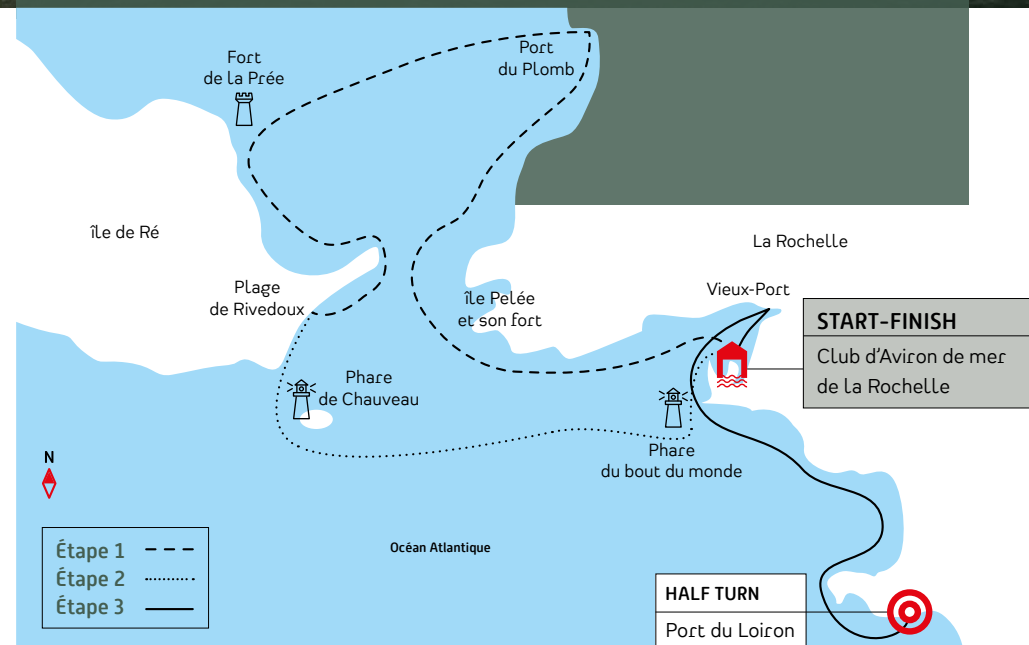 Fort
de la Prée
Port
du Plomb
île de Ré
La Rochelle
Plage
de Rivedoux
île Pelée
et son fort
Vieux-Port
START-FINISH
Club d'Aviron de mer
de la Rochelle
Phare
de Chauveau
Phare
du bout du monde
N
Océan Atlantique
Étape 1
Étape 2
Étape 3
HALF TURN
Port du Loiron